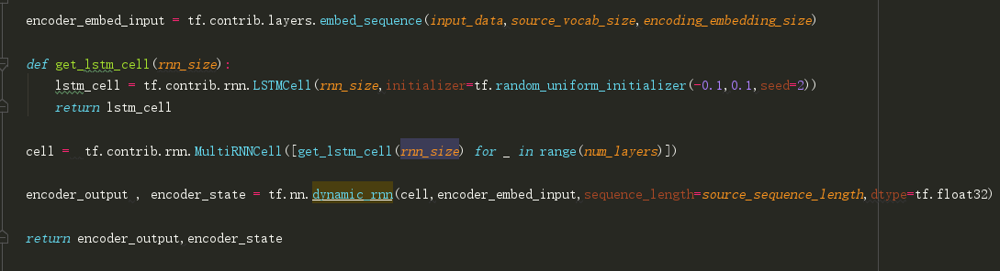 encoder_embed_input = tf.contrib.layers.embed_sequence(input_data,source_vocab_size,encoding_embedding_size)
def get_lstm_cell(rnn_size):
lstm_cell = tf.contrib.rnn.LSTMCell(rnn_size,initializer=tf.random_uniform_initializer(-0.1,0.1,seed=2))
return lstm_cell
cell =  tf.contrib.rnn.MultiRNNCell([get_lstm_cell(rnn_size) for _ in range(num_layers)])
encoder_output , encoder_state = tf.nn.dynamic_rnn(cell,encoder_embed_input,sequence_length=source_sequence_length,dtype=tf.float32)
return encoder_output,encoder_state